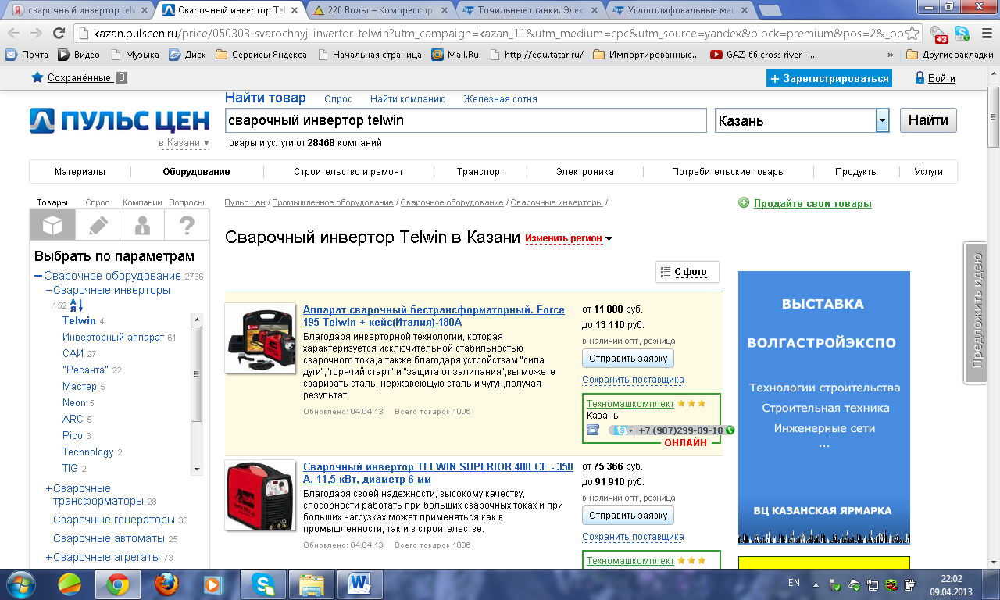 сварочный инвертор telw
Сварочный инвертор Tel
220 Вольт – Компрессор
Точильные станки. Элек
Углошлифовальные маш
kazan.pulscen.ru/price/050303-svarochnyj-invertor-telwin?utm_campaign=kazan_11&utm_medium=cpc&utm_source=yandex&block=premium&pos=2&_op
+3
Почта Видео Музыка Диск Сервисы Яндекса Начальная страница Mail.Ru http://edu.tatar.ru/ Импортированные... GAZ-66 cross river - ... » Другие закладки
Сохранённые 0
+ Зарегистрироваться
Войти
Найти товар Спрос Найти компанию Железная сотня
ПУЛЬС ЦЕН
в Казани ▼
сварочный инвертор telwin
Казань
Найти
товары и услуги от 28468 компаний
Материалы Оборудование Строительство и ремонт Транспорт Электроника Потребительские товары Продукты Услуги
Товары Спрос Компании Вопросы
?
Пульс цен / Промышленное оборудование / Сварочное оборудование / Сварочные инверторы /
Продайте свои товары
Сварочный инвертор Telwin в Казани Изменить регион
С фото
Выбрать по параметрам
Сварочное оборудование 2736
Сварочные инверторы
152
Telwin 4
Инверторный аппарат 61
САИ 27
"Ресанта" 22
Мастер 5
Neon 5
ARC 5
Pico 3
Technology 2
TIG 2
+Сварочные
трансформаторы 28
Сварочные генераторы 33
Сварочные автоматы 25
+Сварочные агрегаты 73
Аппарат сварочный бестрансформаторный. Force
195 Telwin + кейс(Италия)-180А
Благодаря инверторной технологии, которая
характеризуется исключительной стабильностью
сварочного тока,а также благодаря устройствам "сила
дуги","горячий старт" и "защита от залипания",вы можете
сваривать сталь, нержавеющую сталь и чугун,получая
результат
Обновлено: 04.04.13 Всего товаров 1006
от 11 800 руб.
до 13 110 руб.
в наличии опт, розница
Отправить заявку
Сохранить поставщика
Техномашкомплект
Казань
+7 (987)299-09-18
ОНЛАЙН
Сварочный инвертор TELWIN SUPERIOR 400 CE - 350
А, 11,5 кВт, диаметр 6 мм
Благодаря своей надежности, высокому качеству,
способности работать при больших сварочных токах и при
больших нагрузках может применяться как в
промышленности, так и в строительстве.
Обновлено: 04.04.13 Всего товаров 1006
от 75 366 руб.
до 91 910 руб.
в наличии опт, розница
Отправить заявку
Сохранить поставщика
Техномашкомплект
ВЫСТАВКА
ВОЛГАСТРОЙЭКСПО
Технологии строительства
Строительная техника
Инженерные сети
...
ВЦ КАЗАНСКАЯ ЯРМАРКА
Предложить идею
EN
22:02
09.04.2013